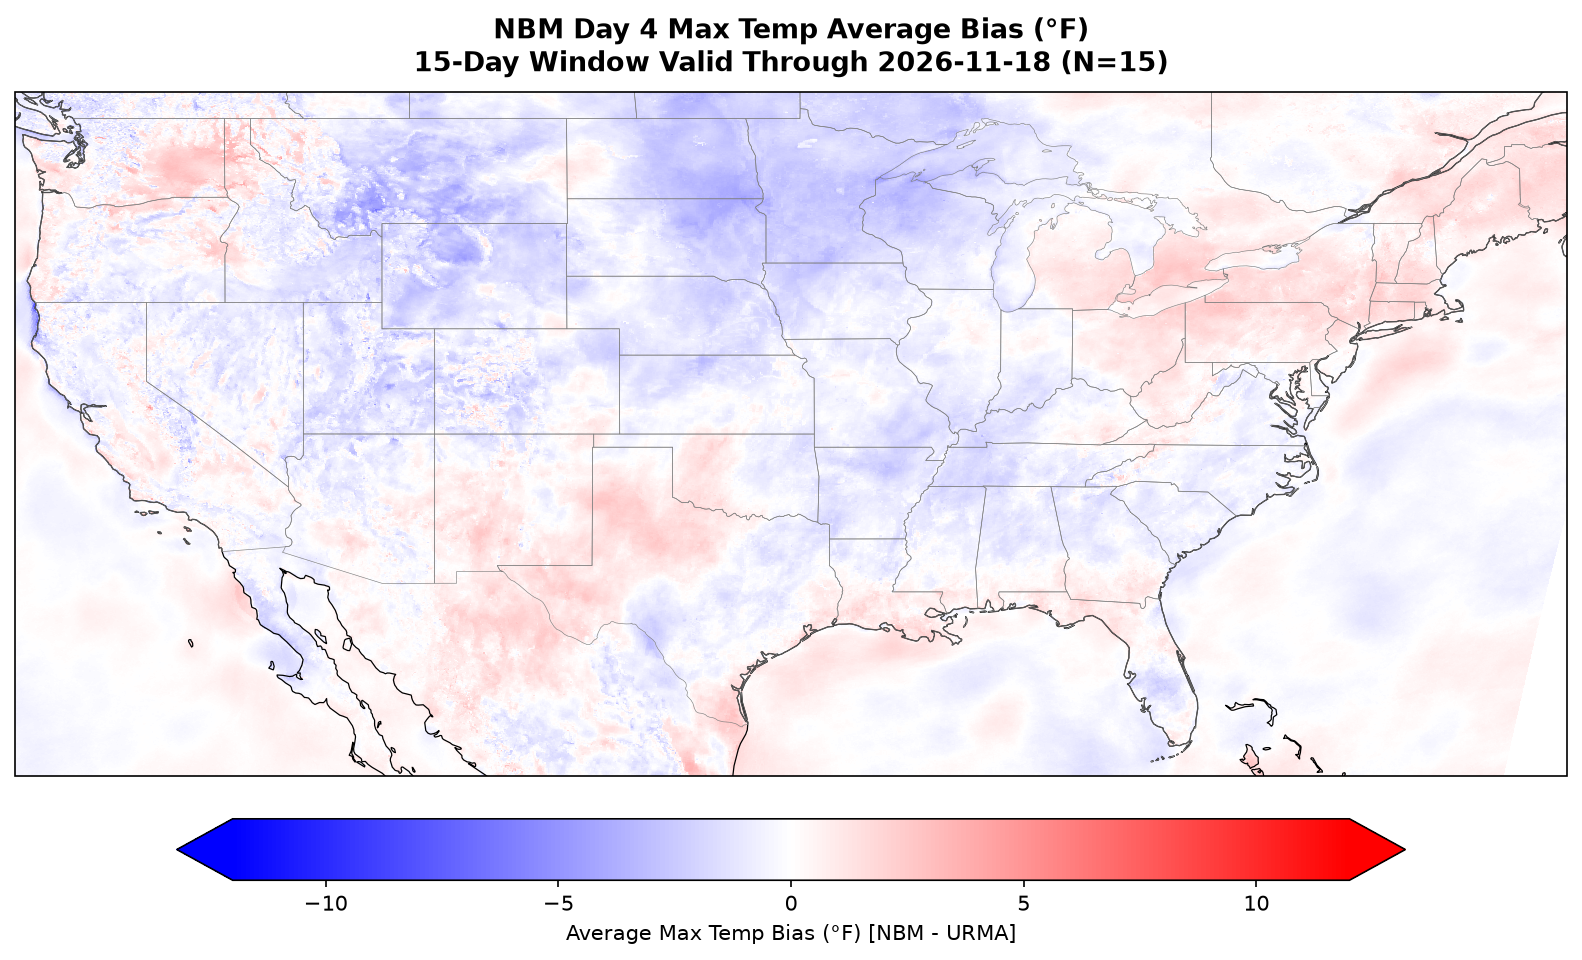 NBM Day 4 Max Temp Average Bias (°F)
15-Day Window Valid Through 2026-11-18 (N=15)
−10
−5
0
5
10
Average Max Temp Bias (°F) [NBM - URMA]